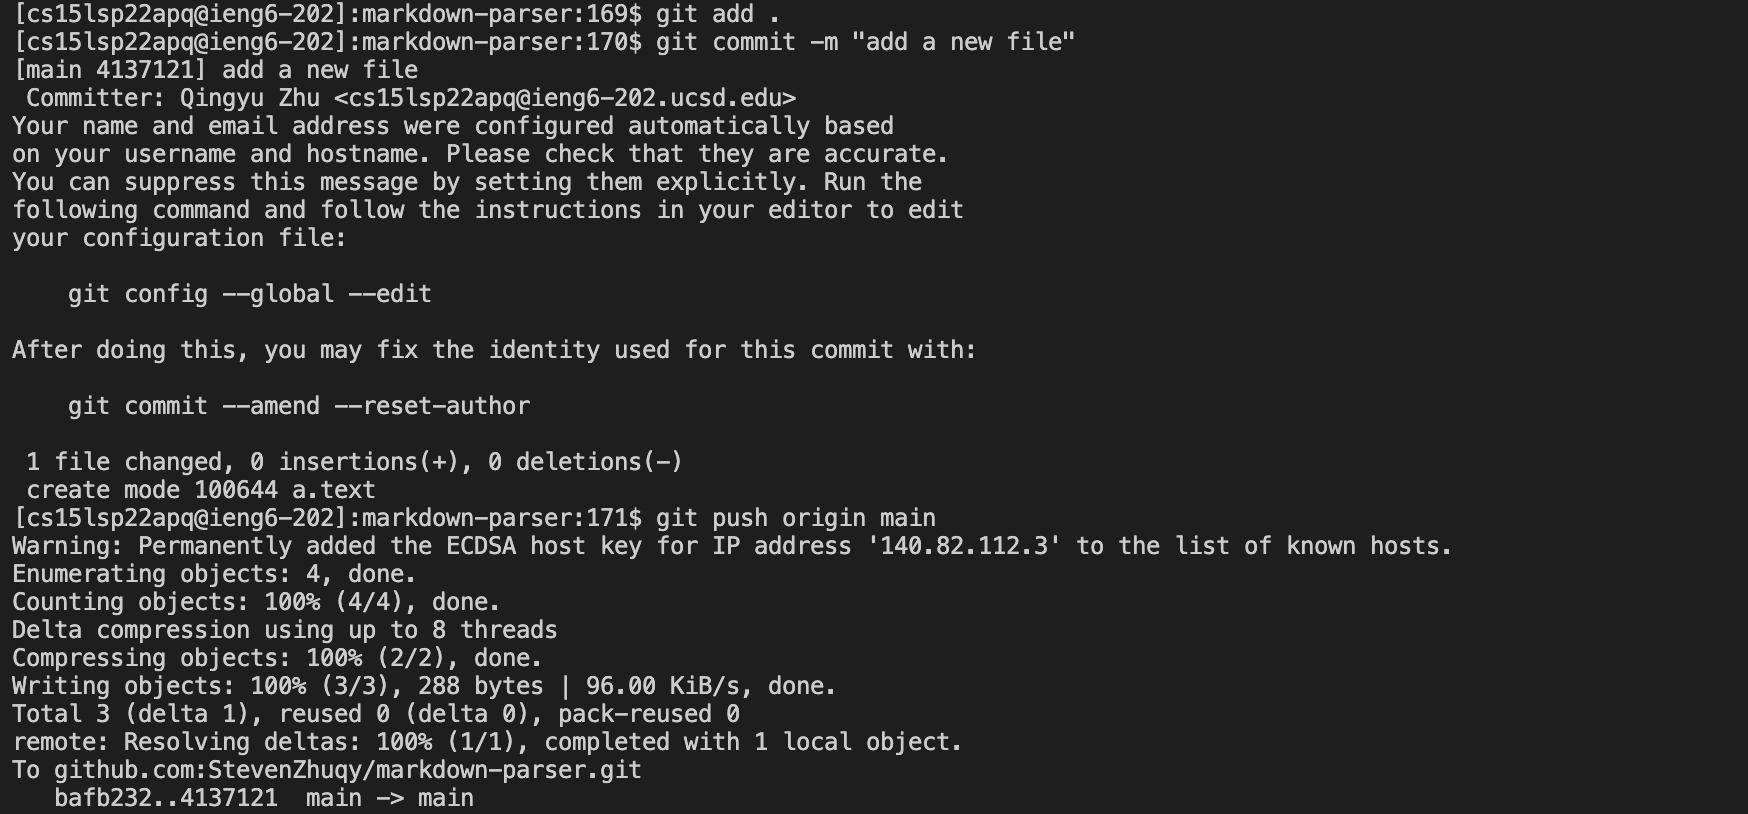 [cs15lsp22apq@ieng6-202]:markdown-parser:169$ git add .
[cs15lsp22apq@ieng6-202]:markdown-parser:170$ git commit -m "add a new file"
[main 4137121] add a new file
 Committer: Qingyu Zhu <cs15lsp22apq@ieng6-202.ucsd.edu>
Your name and email address were configured automatically based
on your username and hostname. Please check that they are accurate.
You can suppress this message by setting them explicitly. Run the
following command and follow the instructions in your editor to edit
your configuration file:

    git config --global --edit

After doing this, you may fix the identity used for this commit with:

    git commit --amend --reset-author

 1 file changed, 0 insertions(+), 0 deletions(-)
 create mode 100644 a.text
[cs15lsp22apq@ieng6-202]:markdown-parser:171$ git push origin main
Warning: Permanently added the ECDSA host key for IP address '140.82.112.3' to the list of known hosts.
Enumerating objects: 4, done.
Counting objects: 100% (4/4), done.
Delta compression using up to 8 threads
Compressing objects: 100% (2/2), done.
Writing objects: 100% (3/3), 288 bytes | 96.00 KiB/s, done.
Total 3 (delta 1), reused 0 (delta 0), pack-reused 0
remote: Resolving deltas: 100% (1/1), completed with 1 local object.
To github.com:StevenZhuqy/markdown-parser.git
   bafb232..4137121  main -> main